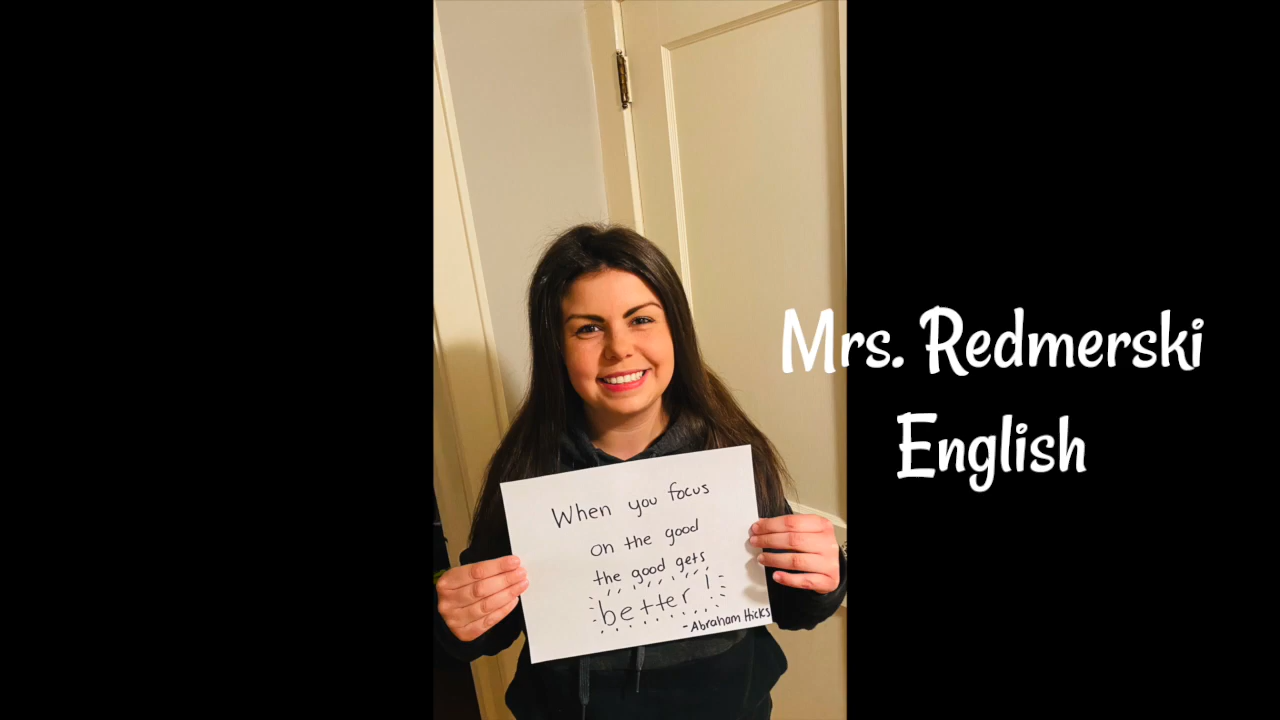 When you focus
on the good
the good gets
better!
-Abraham Hicks
Mrs. Redmerski
English